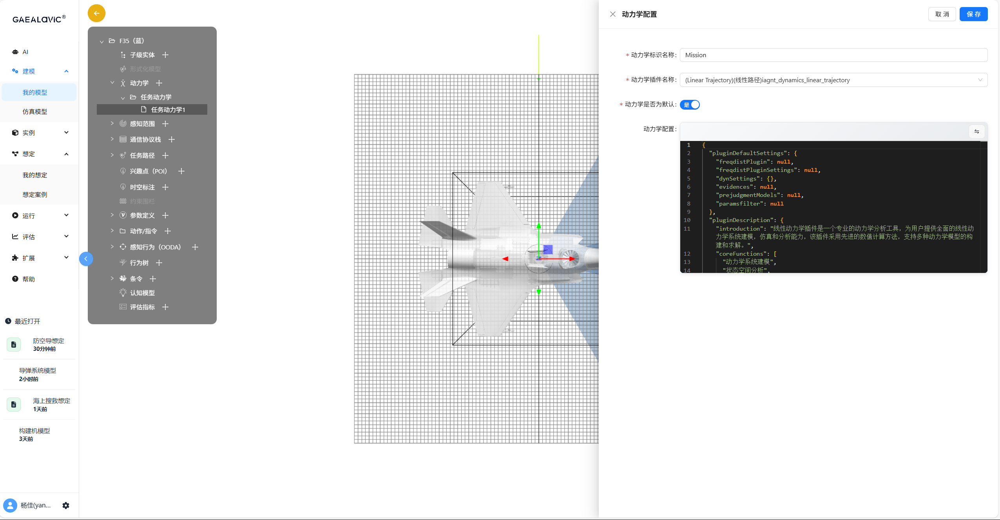 GAEALaViC®
AI
建模
我的模型
仿真模型
实例
想定
我的想定
想定案例
运行
评估
扩展
帮助
最近打开
防空导想定
30分钟前
导弹系统模型
2小时前
海上搜救想定
1天前
构建机模型
3天前
杨佳(yan...
F35（蓝）
子级实体
形式化模型
动力学
任务动力学
任务动力学1
感知范围
通信协议栈
任务路径
兴趣点（POI）
时空标注
约束围栏
参数定义
动作/指令
感知行为（OODA）
行为树
条令
认知模型
评估指标
动力学配置
取 消
保 存
* 动力学标识名称： Mission
* 动力学插件名称： (Linear Trajectory)(线性路径)iagnt_dynamics_linear_trajectory
* 动力学是否为默认： 是
动力学配置：
1 {
2 "pluginDefaultSettings": {
3 "freqdistPlugin": null,
4 "freqdistPluginSettings": null,
5 "dynSettings": {},
6 "evidences": null,
7 "prejudgmentModels": null,
8 "paramsfilter": null
9 },
10 "pluginDescription": {
11 "introduction": "线性动力学插件是一个专业的动力学分析工具，为用户提供全面的线性动
力学系统建模，仿真和分析能力，该插件采用先进的数值计算方法，支持多种动力学模型的构
建和求解。",
12 "coreFunctions": [
13 "动力学系统建模",
14 "状态空间分析",